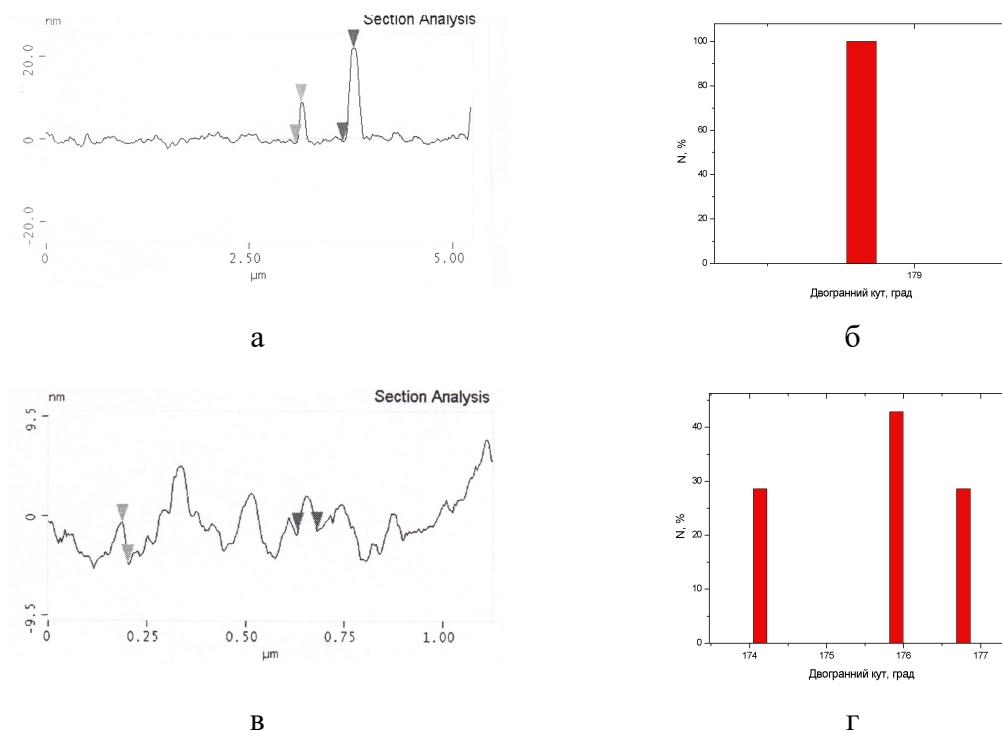 nm
Section Analysis
20.0
0
-20.0
0
2.50
5.00
µm
а
100
80
60
40
20
0
N, %
179
Двогранний кут, град
б
nm
Section Analysis
9.5
0
-9.5
0
0.25
0.50
0.75
1.00
µm
в
40
30
20
10
0
N, %
174
175
176
177
Двогранний кут, град
г